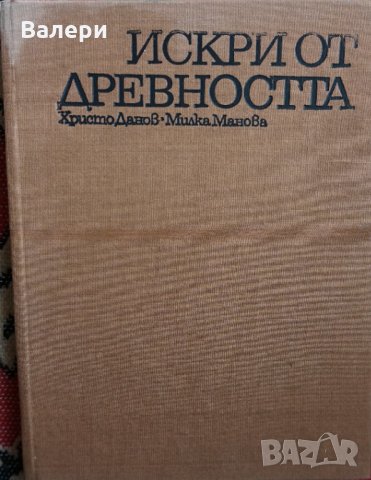 Валери
ИСКРИ ОТ
ДРЕВНОСТТА
Христо Данов • Милка Манова
BAZAR